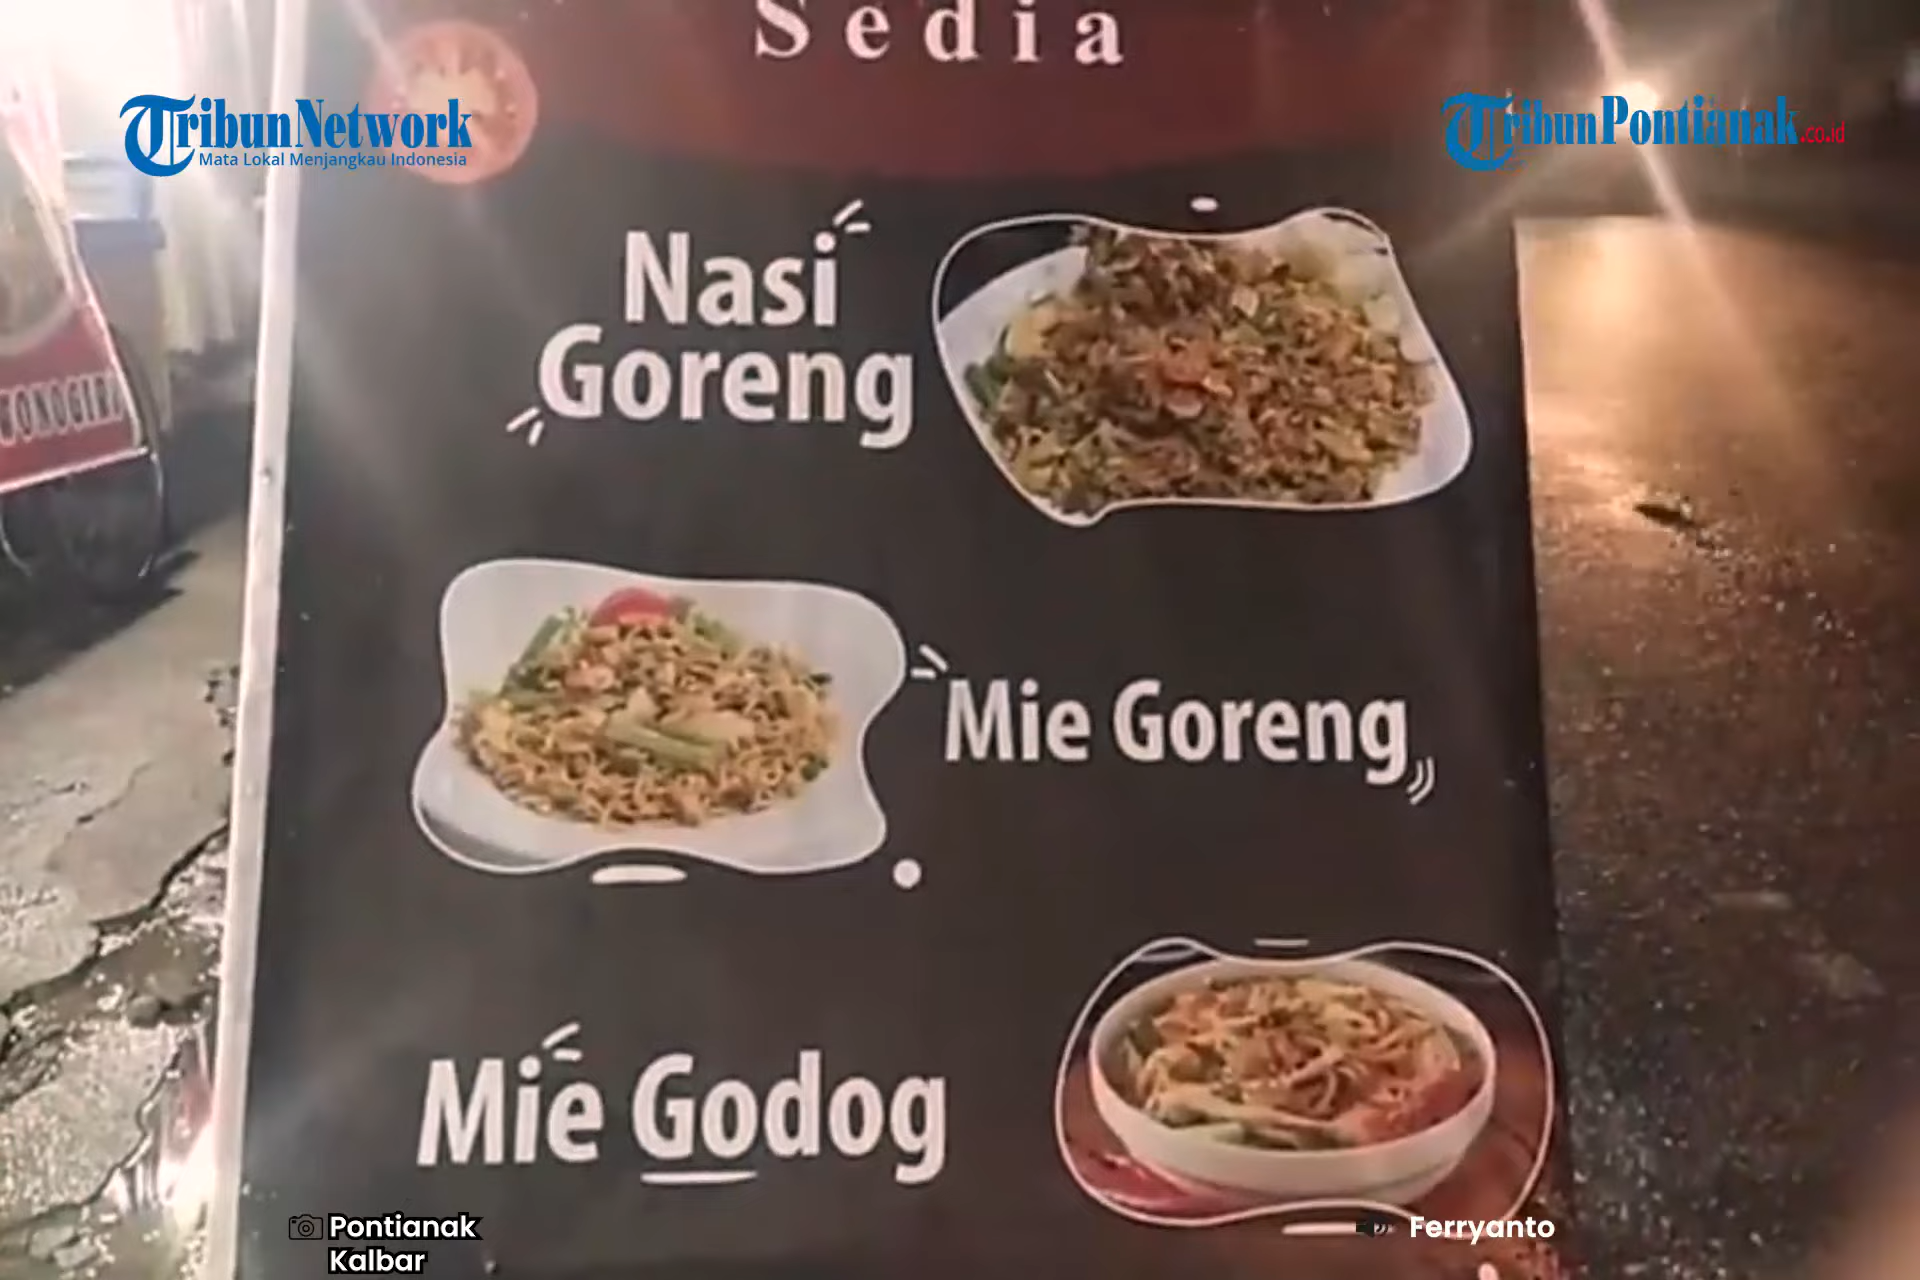 Sedia
TribunNetwork
Mata Lokal Menjangkau Indonesia
TribunPontianak.co.id
Nasi
Goreng
Mie Goreng
Mie Godog
Pontianak
Kalbar
Ferryanto